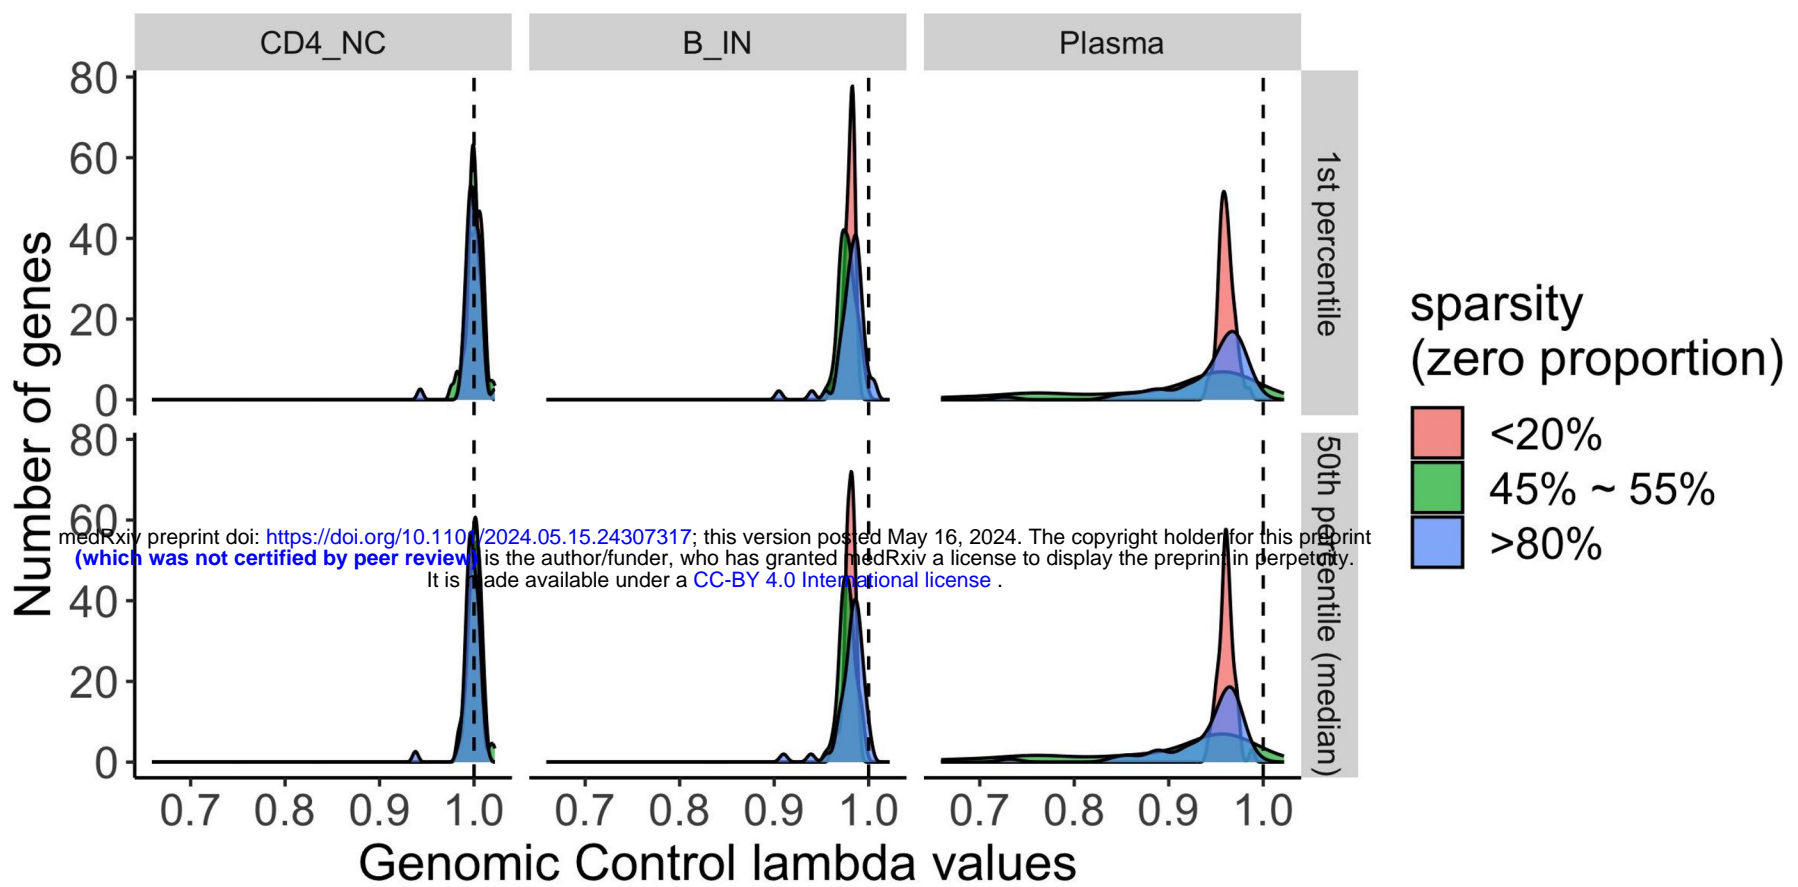 CD4_NC
B_IN
Plasma
Number of genes
80
60
40
20
0
1st percentile
80
60
40
20
0
50th percentile (median)
medRxiv preprint doi: https://doi.org/10.1101/2024.05.15.24307317; this version posted May 16, 2024. The copyright holder for this preprint
(which was not certified by peer review) is the author/funder, who has granted medRxiv a license to display the preprint in perpetuity.
It is made available under a CC-BY 4.0 International license .
0.7 0.8 0.9 1.0
0.7 0.8 0.9 1.0
0.7 0.8 0.9 1.0
Genomic Control lambda values
sparsity
(zero proportion)
<20%
45% ~ 55%
>80%